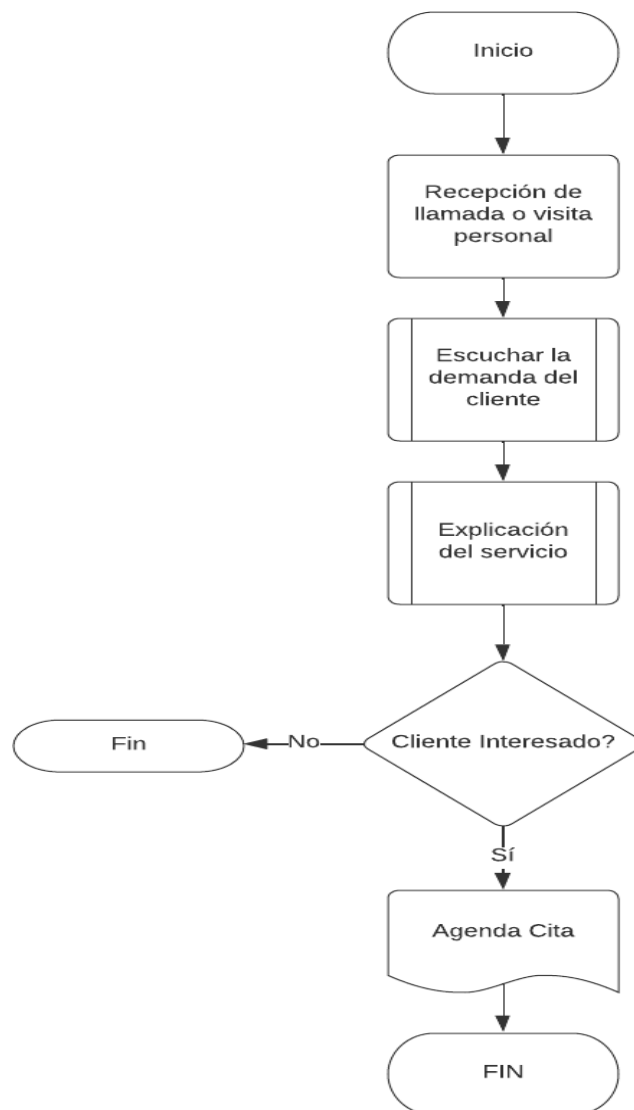 Inicio
Recepción de
llamada o visita
personal
Escuchar la
demanda del
cliente
Explicación
del servicio
Cliente Interesado?
No
Fin
Sí
Agenda Cita
FIN